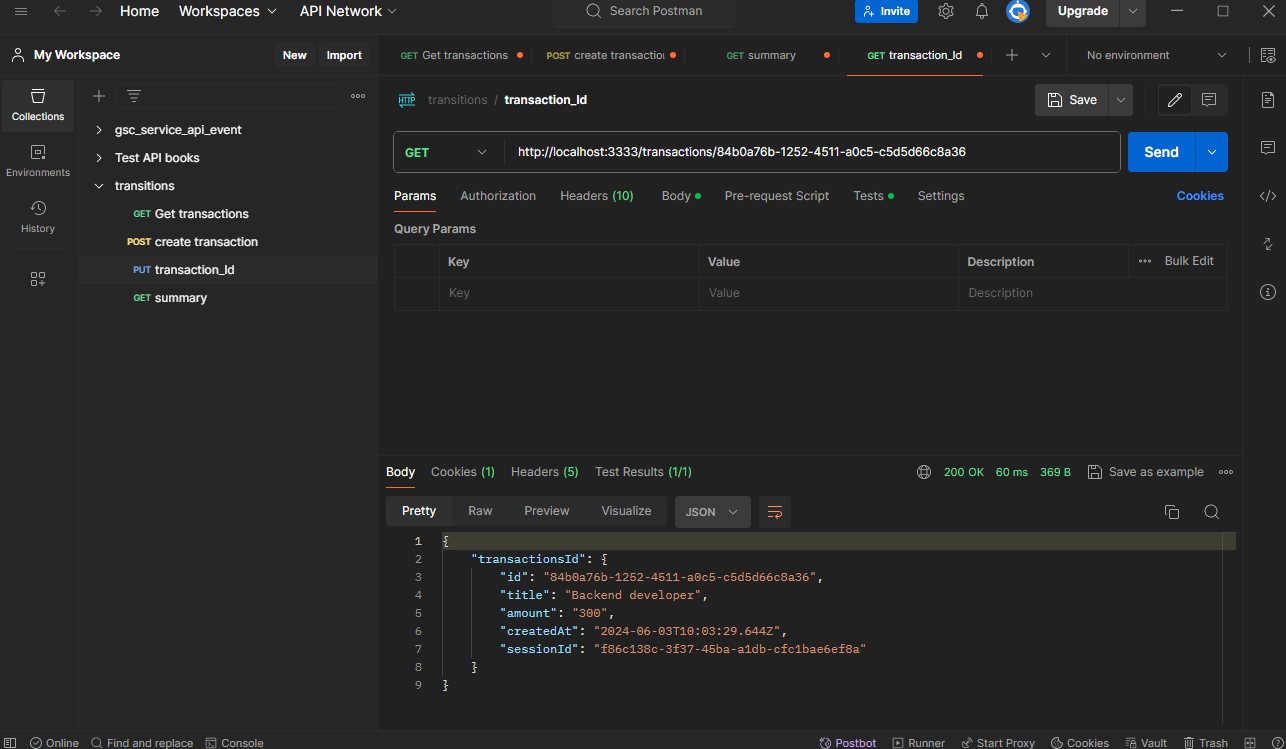 Home Workspaces API Network Search Postman Invite Upgrade
My Workspace New Import GET Get transactions POST create transaction GET summary GET transaction_Id No environment
Collections
Environments
History
gsc_service_api_event
Test API books
transitions
GET Get transactions
POST create transaction
PUT transaction_Id
GET summary
HTTP transitions / transaction_Id Save
GET http://localhost:3333/transactions/84b0a76b-1252-4511-a0c5-c5d5d66c8a36 Send
Params Authorization Headers (10) Body Pre-request Script Tests Settings Cookies
Query Params
Key Value Description Bulk Edit
Key Value Description
Body Cookies (1) Headers (5) Test Results (1/1) 200 OK 60 ms 369 B Save as example
Pretty Raw Preview Visualize JSON
1 {
2 "transactionsId": {
3 "id": "84b0a76b-1252-4511-a0c5-c5d5d66c8a36",
4 "title": "Backend developer",
5 "amount": "300",
6 "createdAt": "2024-06-03T10:03:29.644Z",
7 "sessionId": "f86c138c-3f37-45ba-a1db-cfc1bae6ef8a"
8 }
9 }
Online Find and replace Console Postbot Runner Start Proxy Cookies Vault Trash